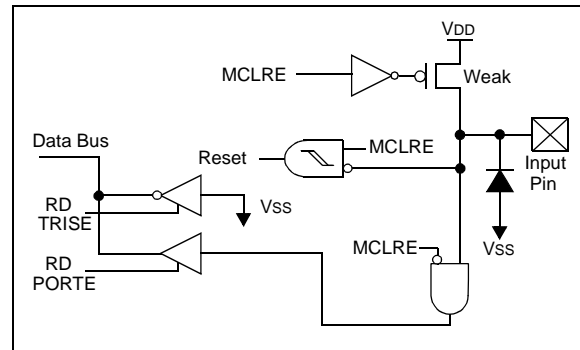 VDD
MCLRE
Weak
Data Bus
Reset
MCLRE
Input
Pin
RD
TRISE
VSS
VSS
MCLRE
RD
PORTE